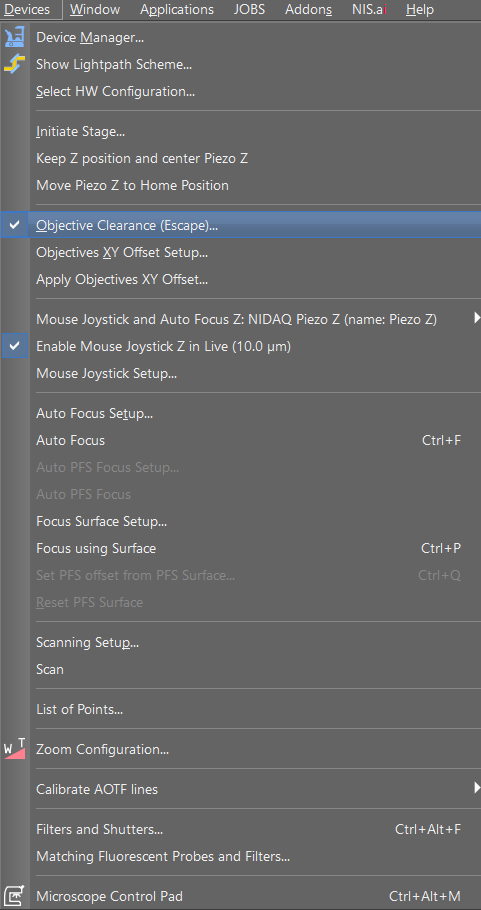 Devices Window Applications JOBS Addons NIS.ai Help
Device Manager...
Show Lightpath Scheme...
Select HW Configuration...
Initiate Stage...
Keep Z position and center Piezo Z
Move Piezo Z to Home Position
Objective Clearance (Escape)...
Objectives XY Offset Setup...
Apply Objectives XY Offset...
Mouse Joystick and Auto Focus Z: NIDAQ Piezo Z (name: Piezo Z)
Enable Mouse Joystick Z in Live (10.0 µm)
Mouse Joystick Setup...
Auto Focus Setup...
Auto Focus Ctrl+F
Auto PFS Focus Setup...
Auto PFS Focus
Focus Surface Setup...
Focus using Surface Ctrl+P
Set PFS offset from PFS Surface... Ctrl+Q
Reset PFS Surface
Scanning Setup...
Scan
List of Points...
W T Zoom Configuration...
Calibrate AOTF lines
Filters and Shutters... Ctrl+Alt+F
Matching Fluorescent Probes and Filters...
Microscope Control Pad Ctrl+Alt+M